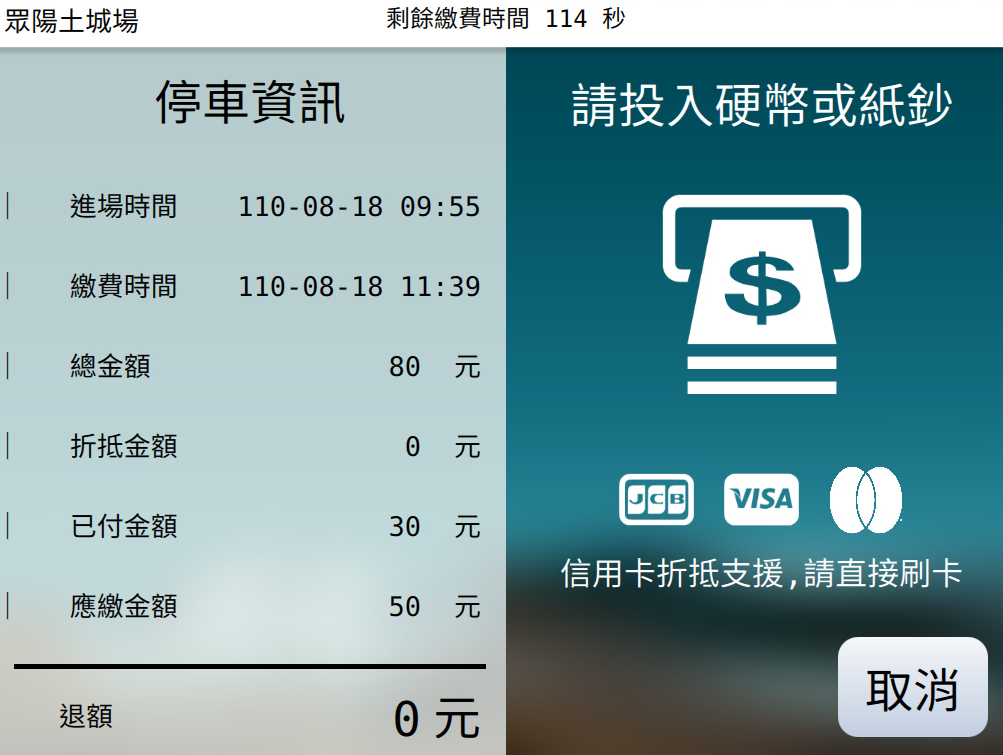 眾陽土城場
剩餘繳費時間 114 秒
停車資訊
進場時間 110-08-18 09:55
繳費時間 110-08-18 11:39
總金額 80 元
折抵金額 0 元
已付金額 30 元
應繳金額 50 元
退額 0 元
請投入硬幣或紙鈔
$
JCB VISA
信用卡折抵支援,請直接刷卡
取消